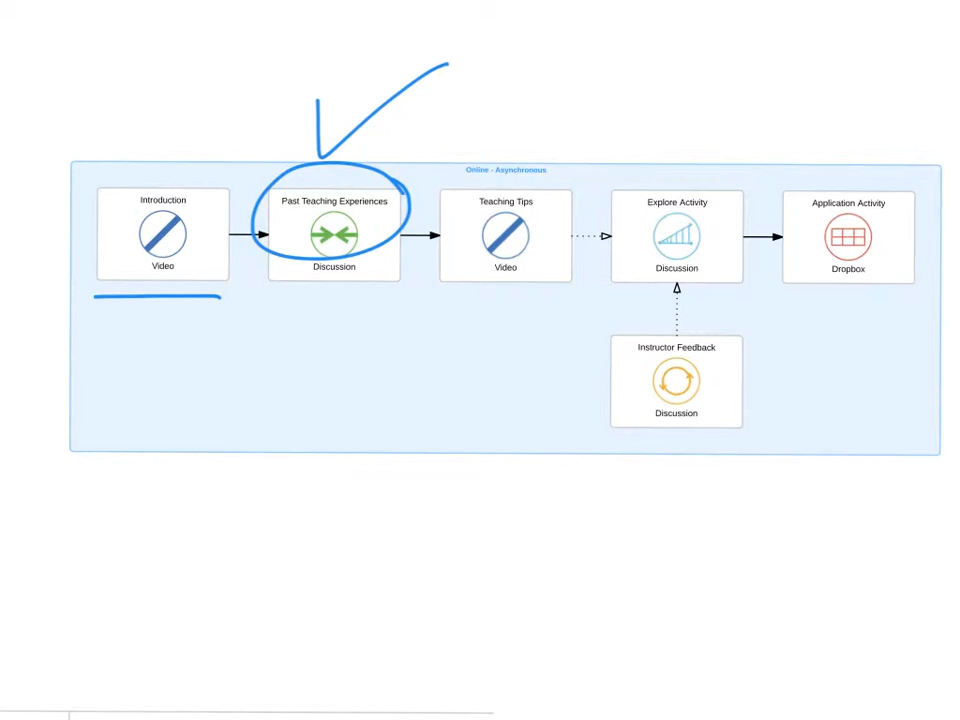 Online - Asynchronous
Introduction
Video
Past Teaching Experiences
Discussion
Teaching Tips
Video
Explore Activity
Discussion
Application Activity
Dropbox
Instructor Feedback
Discussion